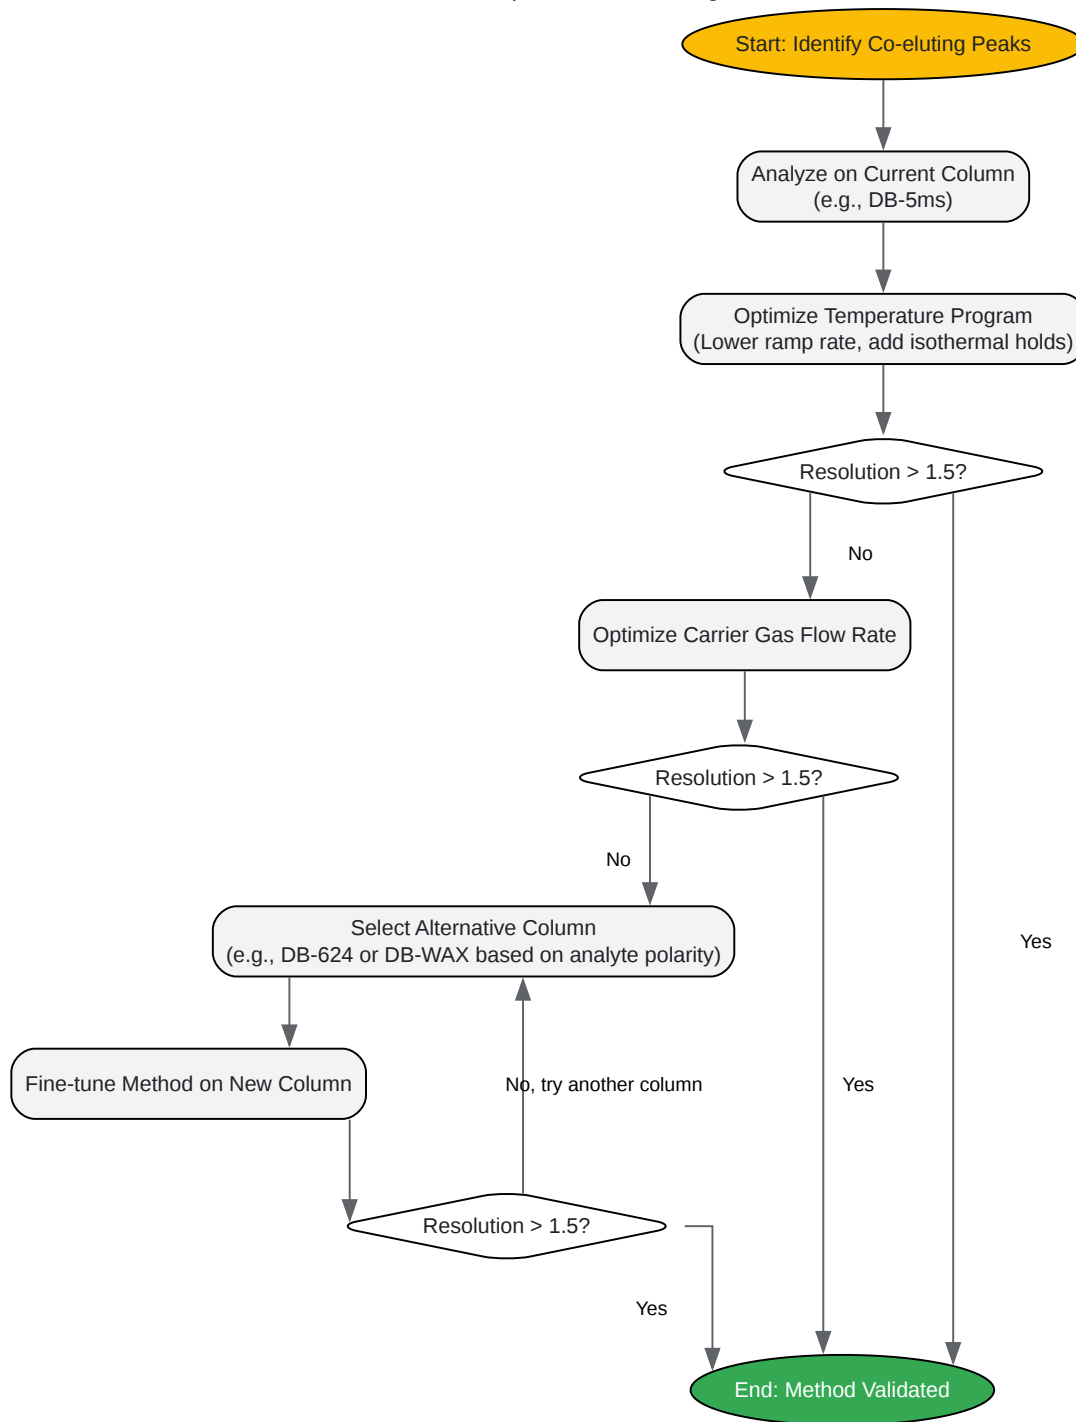 Start: Identify Co-eluting Peaks
Analyze on Current Column
(e.g., DB-5ms)
Optimize Temperature Program
(Lower ramp rate, add isothermal holds)
Resolution > 1.5?
No
Optimize Carrier Gas Flow Rate
Resolution > 1.5?
No
Select Alternative Column
(e.g., DB-624 or DB-WAX based on analyte polarity)
Yes
Fine-tune Method on New Column
No, try another column
Yes
Resolution > 1.5?
Yes
End: Method Validated